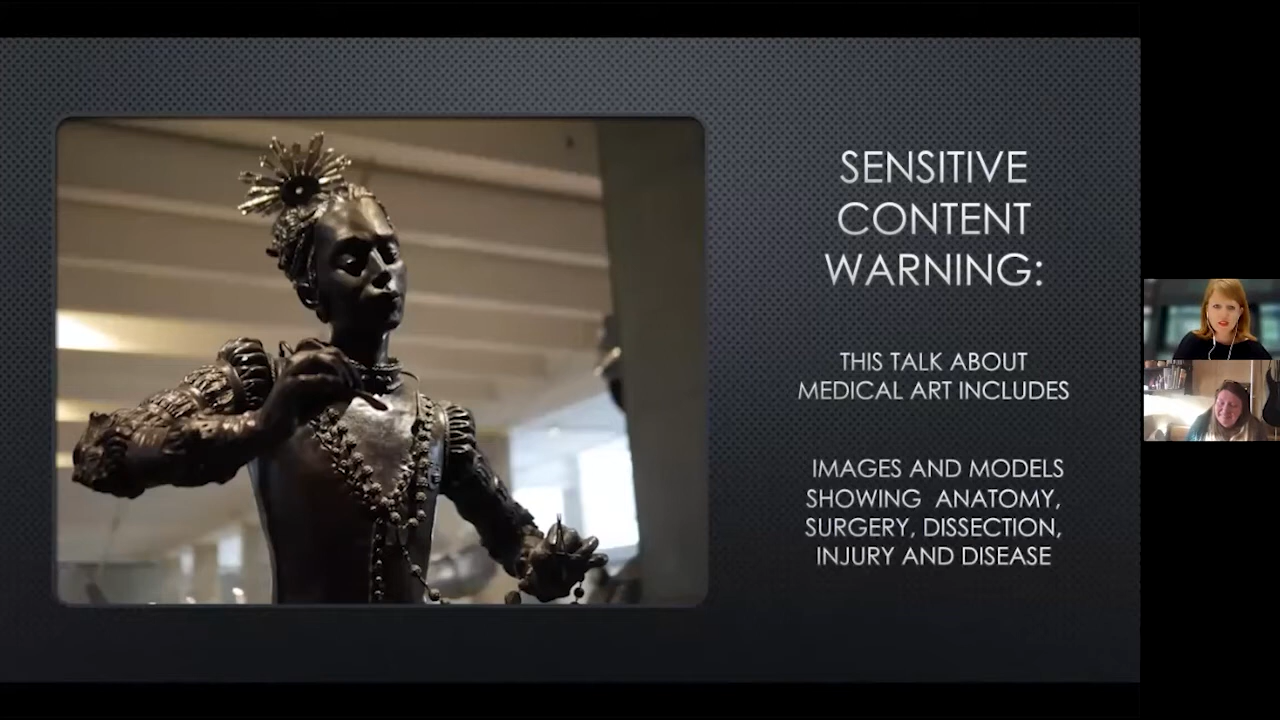 SENSITIVE
CONTENT
WARNING:
THIS TALK ABOUT
MEDICAL ART INCLUDES
IMAGES AND MODELS
SHOWING ANATOMY,
SURGERY, DISSECTION,
INJURY AND DISEASE